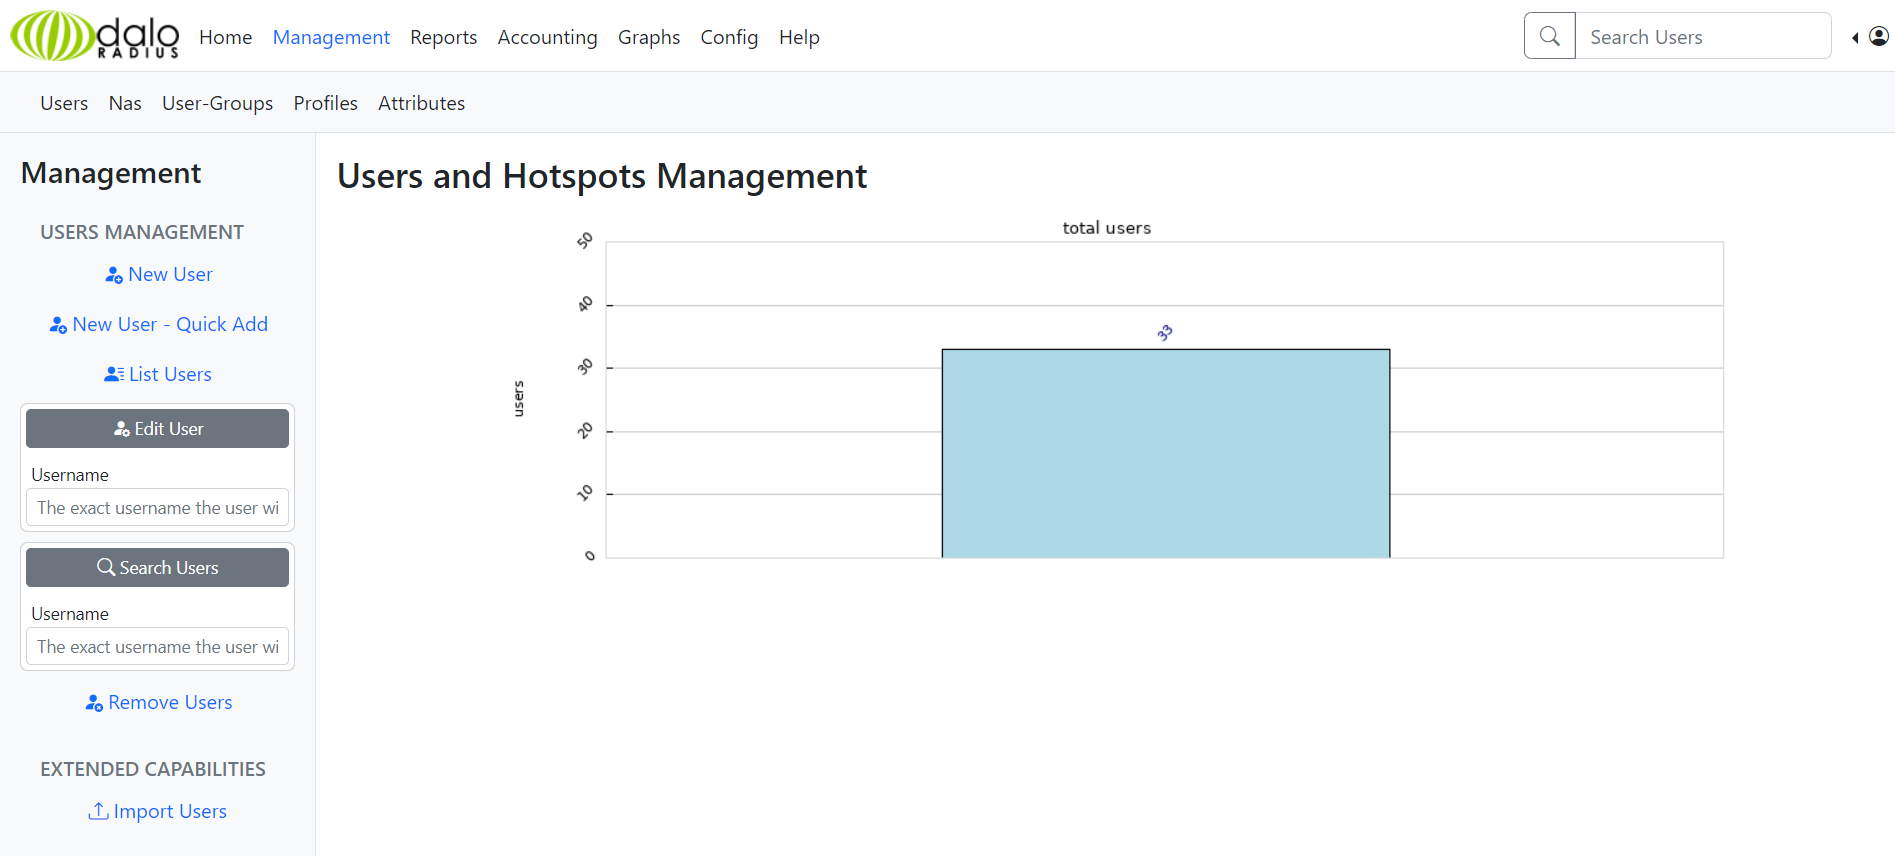 dalo
RADIUS
Home Management Reports Accounting Graphs Config Help
Search Users
Users Nas User-Groups Profiles Attributes
Management
USERS MANAGEMENT
New User
New User - Quick Add
List Users
Edit User
Username
The exact username the user wi
Search Users
Username
The exact username the user wi
Remove Users
EXTENDED CAPABILITIES
Import Users
Users and Hotspots Management
total users
50
40
33
30
users
20
10
0